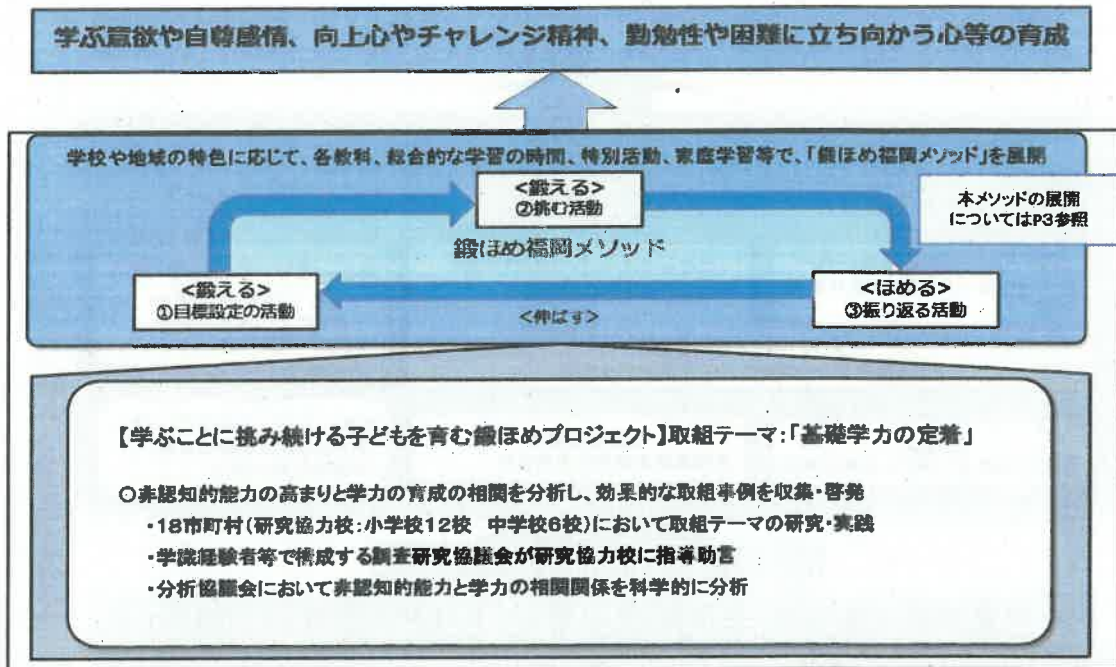 学ぶ意欲や自尊感情、向上心やチャレンジ精神、勤勉性や困難に立ち向かう心等の育成
学校や地域の特色に応じて、各教科、総合的な学習の時間、特別活動、家庭学習等で、「鍛ほめ福岡メソッド」を展開
<鍛える>
②挑む活動
本メソッドの展開
についてはP3参照
鍛ほめ福岡メソッド
<鍛える>
①目標設定の活動
<伸ばす>
<ほめる>
③振り返る活動
【学ぶことに挑み続ける子どもを育む鍛ほめプロジェクト】取組テーマ:「基礎学力の定着」
○非認知的能力の高まりと学力の育成の相関を分析し、効果的な取組事例を収集・啓発
・18市町村(研究協力校:小学校12校 中学校6校)において取組テーマの研究・実践
・学識経験者等で構成する調査研究協議会が研究協力校に指導助言
・分析協議会において非認知的能力と学力の相関関係を科学的に分析